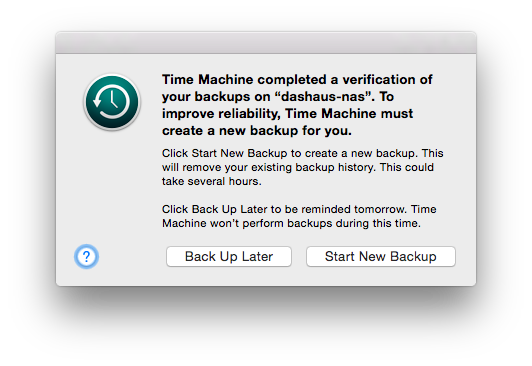 Time Machine completed a verification of
your backups on “dashaus-nas”. To
improve reliability, Time Machine must
create a new backup for you.
Click Start New Backup to create a new backup. This
will remove your existing backup history. This could
take several hours.
Click Back Up Later to be reminded tomorrow. Time
Machine won’t perform backups during this time.
?
Back Up Later
Start New Backup